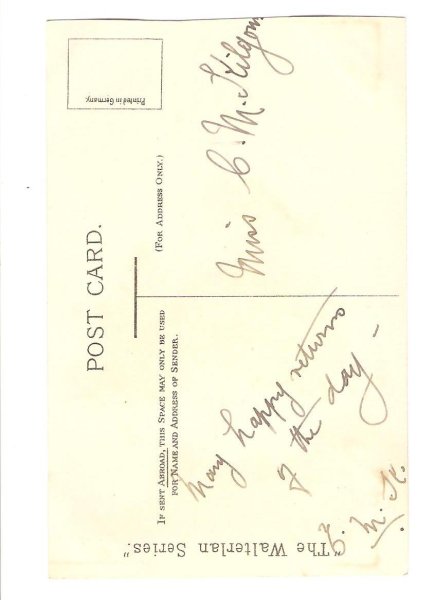 POST CARD.
Printed in Germany.
IF SENT ABROAD, THIS SPACE MAY ONLY BE USED
FOR NAME AND ADDRESS OF SENDER.
(FOR ADDRESS ONLY.)
"The Walterian Series."
Many happy returns
of the day -
E. M. K.
Miss C. M. Kilgour